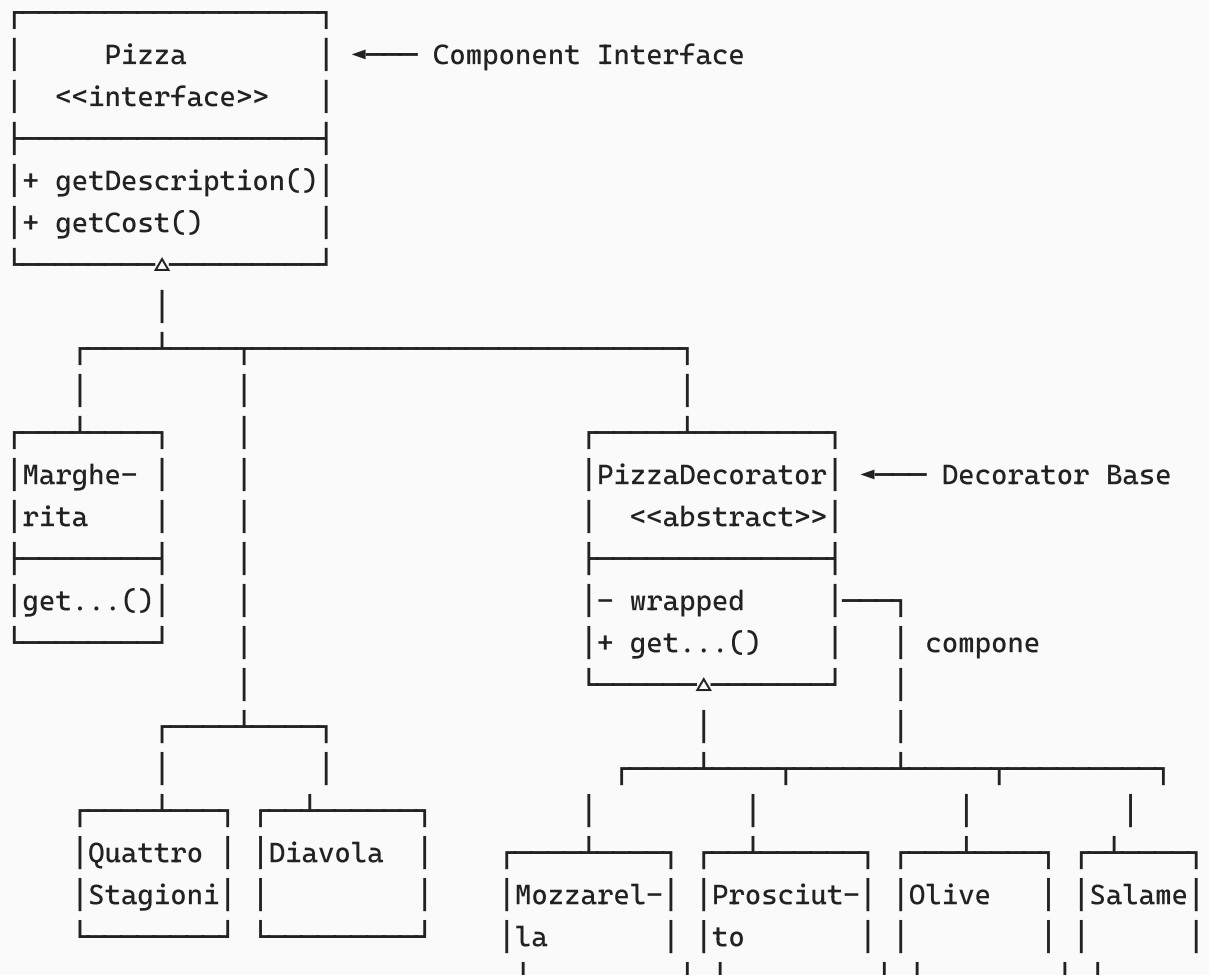 Pizza
Component Interface
<<interface>>
+ getDescription()
+ getCost()
Marghe-
rita
get...()
PizzaDecorator
Decorator Base
<<abstract>>
- wrapped
+ get...()
compone
Quattro
Stagioni
Diavola
Mozzarel-
la
Prosciut-
to
Olive
Salame